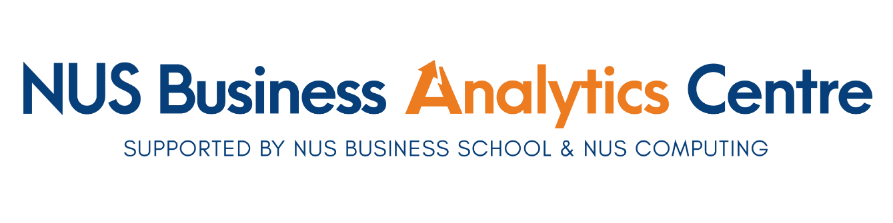 NUS Business Analytics Centre
SUPPORTED BY NUS BUSINESS SCHOOL & NUS COMPUTING